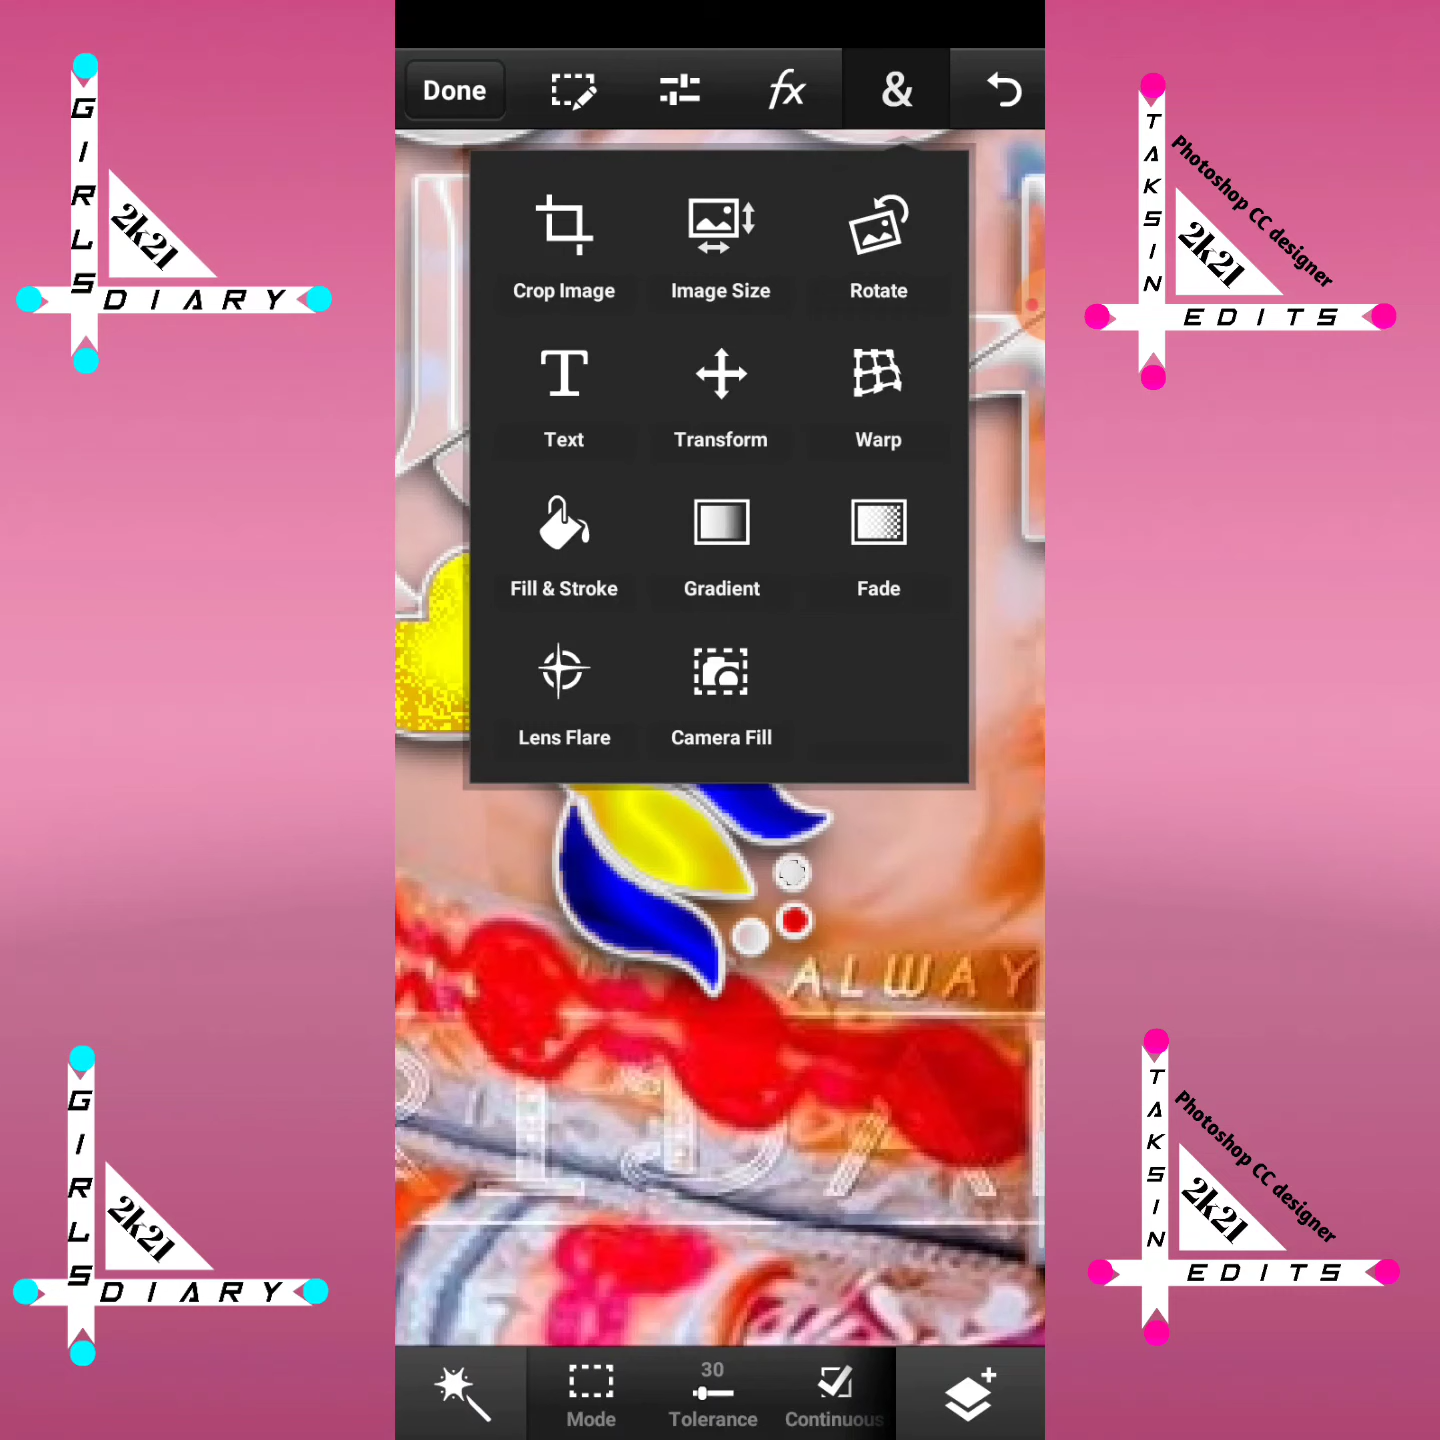 Done
fx
&
Crop Image
Image Size
Rotate
T
Text
Transform
Warp
Fill & Stroke
Gradient
Fade
Lens Flare
Camera Fill
ALWAY
Mode
30
Tolerance
Continuous
GIRLS
2k21
DIARY
TAKSIN
Photoshop CC designer
2k21
EDITS
GIRLS
2k21
DIARY
TAKSIN
Photoshop CC designer
2k21
EDITS